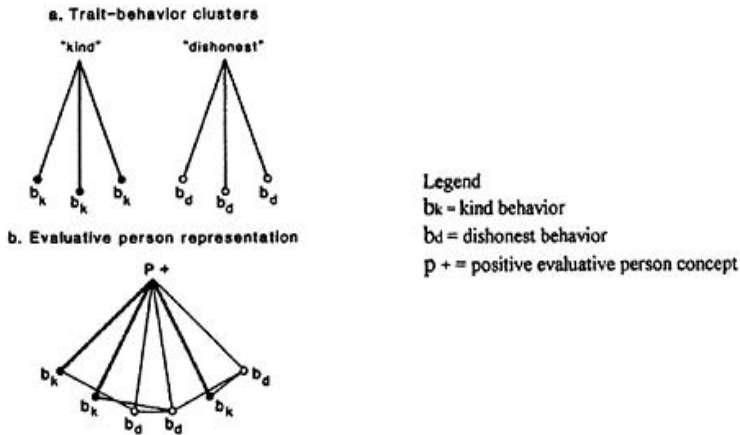 a. Trait-behavior clusters
"kind" "dishonest"
bk bk bk bd bd bd
b. Evaluative person representation
P +
bk bk bd bd bk bd
Legend
bk = kind behavior
bd = dishonest behavior
p + = positive evaluative person concept